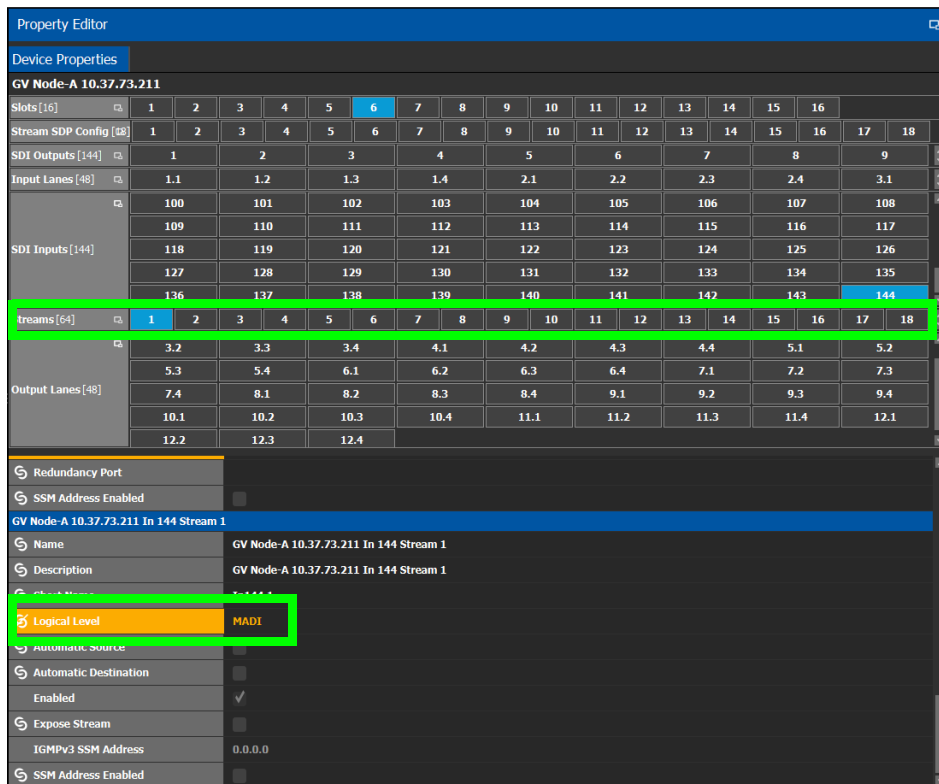 Property Editor
Device Properties
GV Node-A 10.37.73.211
Slots [16] 1 2 3 4 5 6 7 8 9 10 11 12 13 14 15 16
Stream SDP Config [18] 1 2 3 4 5 6 7 8 9 10 11 12 13 14 15 16 17 18
SDI Outputs [144] 1 2 3 4 5 6 7 8 9
Input Lanes [48] 1.1 1.2 1.3 1.4 2.1 2.2 2.3 2.4 3.1
100 101 102 103 104 105 106 107 108
109 110 111 112 113 114 115 116 117
SDI Inputs [144] 118 119 120 121 122 123 124 125 126
127 128 129 130 131 132 133 134 135
136 137 138 139 140 141 142 143 144
Streams [64] 1 2 3 4 5 6 7 8 9 10 11 12 13 14 15 16 17 18
3.2 3.3 3.4 4.1 4.2 4.3 4.4 5.1 5.2
5.3 5.4 6.1 6.2 6.3 6.4 7.1 7.2 7.3
Output Lanes [48] 7.4 8.1 8.2 8.3 8.4 9.1 9.2 9.3 9.4
10.1 10.2 10.3 10.4 11.1 11.2 11.3 11.4 12.1
12.2 12.3 12.4
Redundancy Port
SSM Address Enabled
GV Node-A 10.37.73.211 In 144 Stream 1
Name GV Node-A 10.37.73.211 In 144 Stream 1
Description GV Node-A 10.37.73.211 In 144 Stream 1
Short Name In144.1
Logical Level MADI
Automatic Source
Automatic Destination
Enabled
Expose Stream
IGMPv3 SSM Address 0.0.0.0
SSM Address Enabled